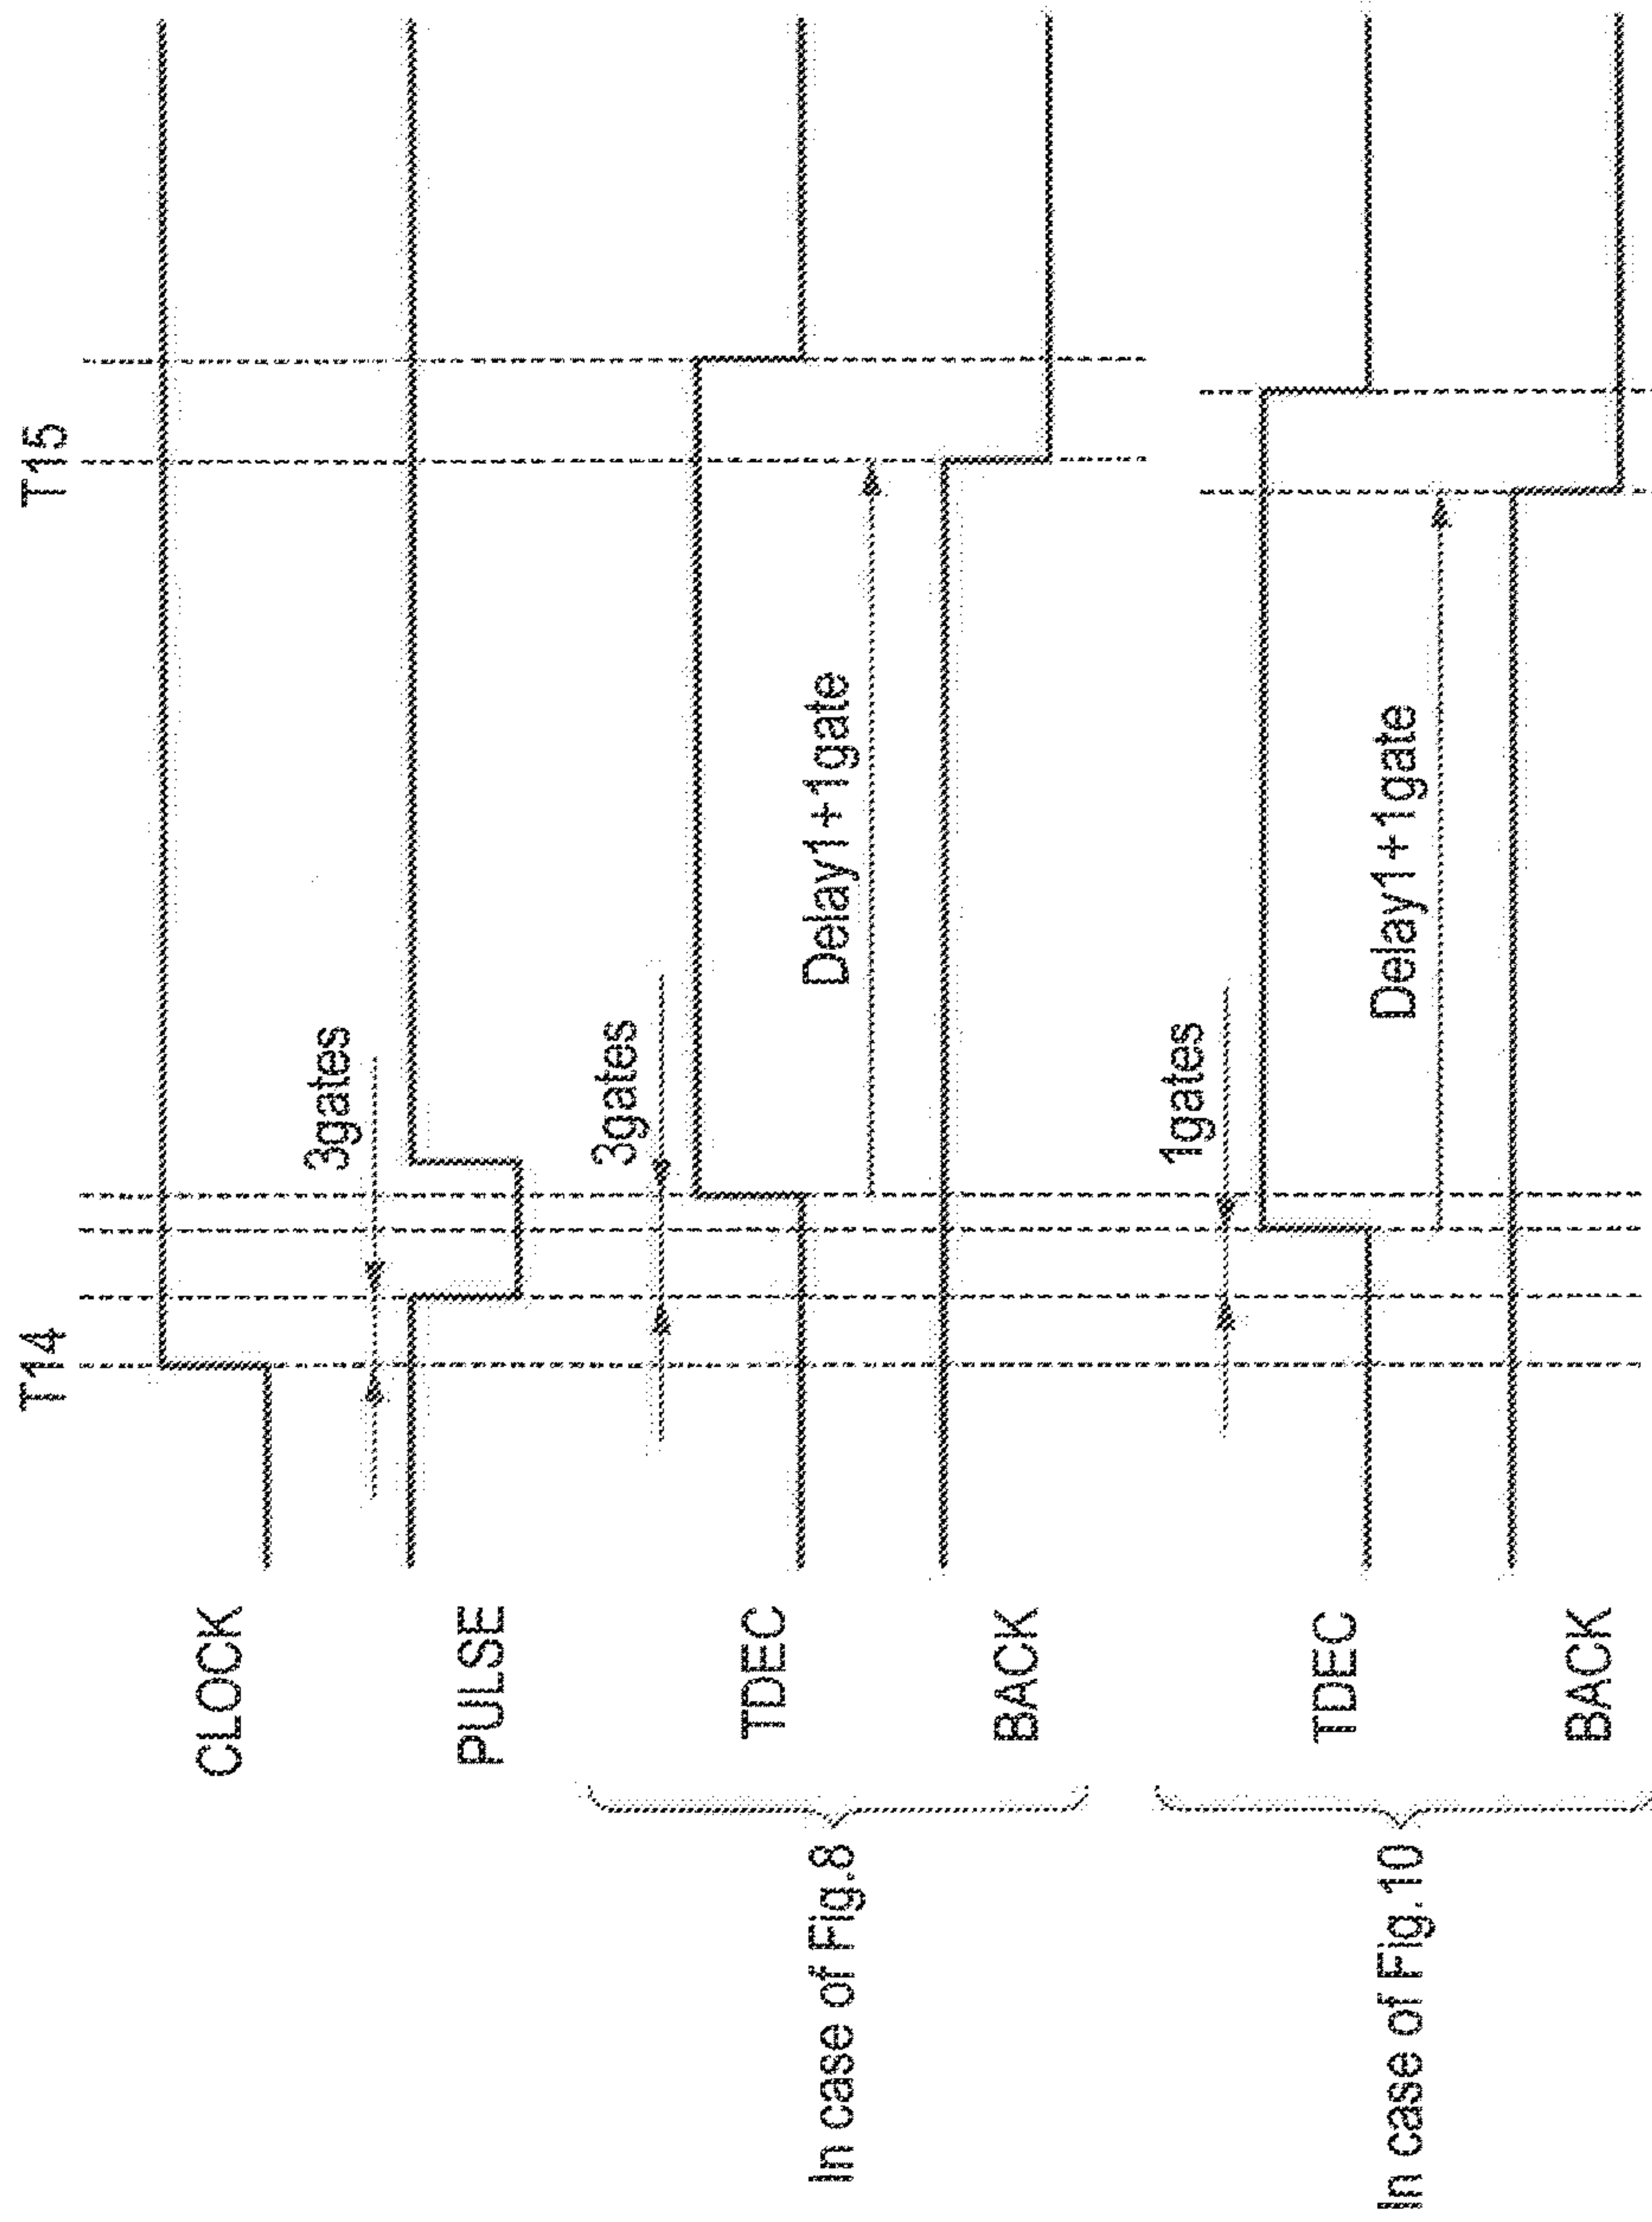 T14
T15
CLOCK
3gates
PULSE
3gates
TDEC
Delay1+1gate
BACK
In case of Fig.8
1gates
TDEC
Delay1+1gate
BACK
In case of Fig.10